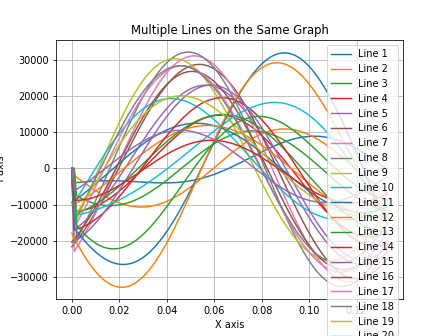 Multiple Lines on the Same Graph
30000
20000
10000
0
−10000
−20000
−30000
0.00
0.02
0.04
0.06
0.08
0.10
X axis
axis
Line 1
Line 2
Line 3
Line 4
Line 5
Line 6
Line 7
Line 8
Line 9
Line 10
Line 11
Line 12
Line 13
Line 14
Line 15
Line 16
Line 17
Line 18
Line 19
Line 20